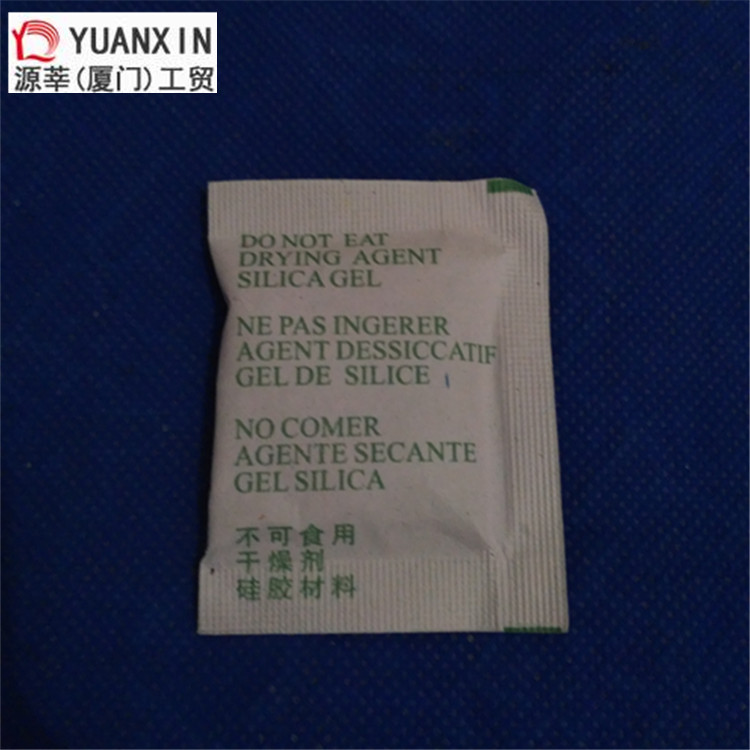 YUANXIN
源莘(厦门)工贸
DO NOT EAT
DRYING AGENT
SILICA GEL
NE PAS INGERER
AGENT DESSICCATIF
GEL DE SILICE
NO COMER
AGENTE SECANTE
GEL SILICA
不可食用
干燥剂
硅胶材料